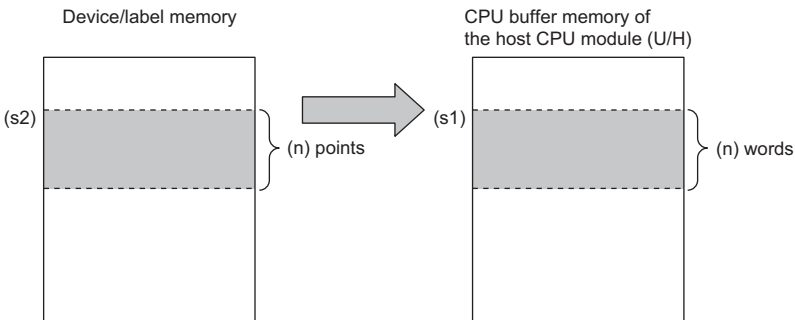 Device/label memory
CPU buffer memory of
the host CPU module (U/H)
(s2)
(n) points
(s1)
(n) words